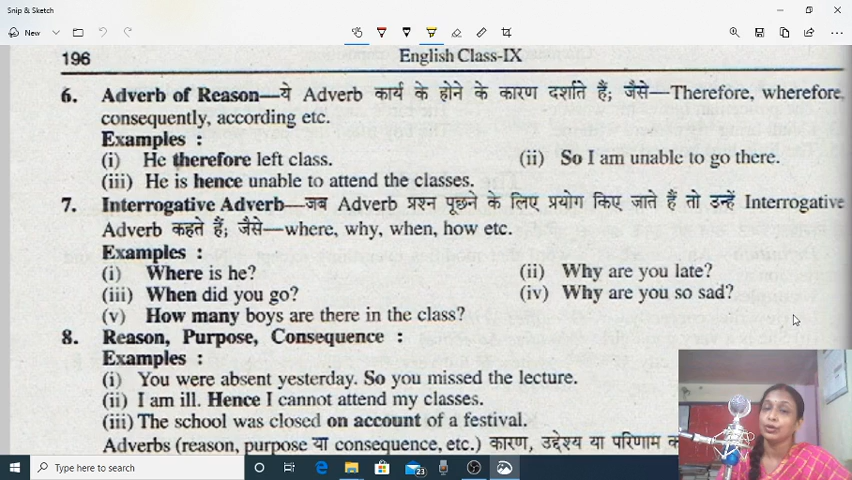 Snip & Sketch
New
196
English Class-IX
6. Adverb of Reason—ये Adverb कार्य के होने के कारण दर्शाते हैं; जैसे—Therefore, wherefore,
consequently, according etc.
Examples :
(i) He therefore left class. (ii) So I am unable to go there.
(iii) He is hence unable to attend the classes.
7. Interrogative Adverb—जब Adverb प्रश्न पूछने के लिए प्रयोग किए जाते हैं तो उन्हें Interrogative
Adverb कहते हैं; जैसे—where, why, when, how etc.
Examples :
(i) Where is he? (ii) Why are you late?
(iii) When did you go? (iv) Why are you so sad?
(v) How many boys are there in the class?
8. Reason, Purpose, Consequence :
Examples :
(i) You were absent yesterday. So you missed the lecture.
(ii) I am ill. Hence I cannot attend my classes.
(iii) The school was closed on account of a festival.
Adverbs (reason, purpose या consequence, etc.) कारण, उद्देश्य या परिणाम
Type here to search
23